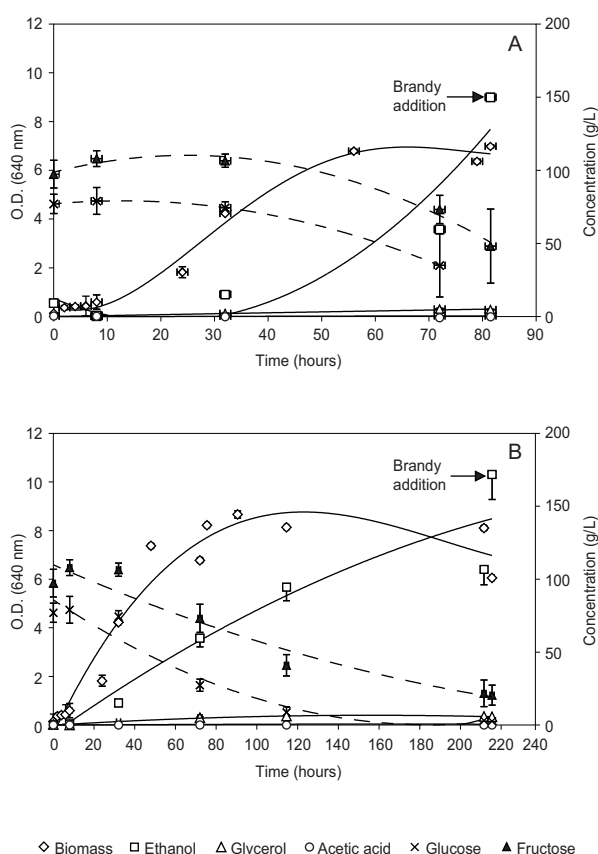 12
10
8
6
4
2
0
O.D. (640 nm)
A
Brandy
addition
200
150
100
50
0
Concentration (g/L)
0 10 20 30 40 50 60 70 80 90
Time (hours)
12
10
8
6
4
2
0
O.D. (640 nm)
B
Brandy
addition
200
150
100
50
0
Concentration (g/L)
0 20 40 60 80 100 120 140 160 180 200 220 240
Time (hours)
Biomass Ethanol Glycerol Acetic acid Glucose Fructose